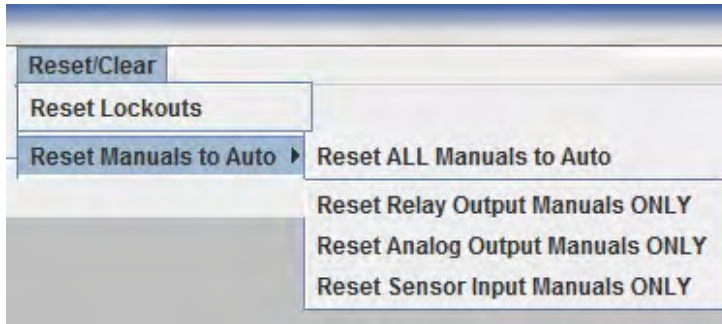 Reset/Clear
Reset Lockouts
Reset Manuals to Auto
Reset ALL Manuals to Auto
Reset Relay Output Manuals ONLY
Reset Analog Output Manuals ONLY
Reset Sensor Input Manuals ONLY